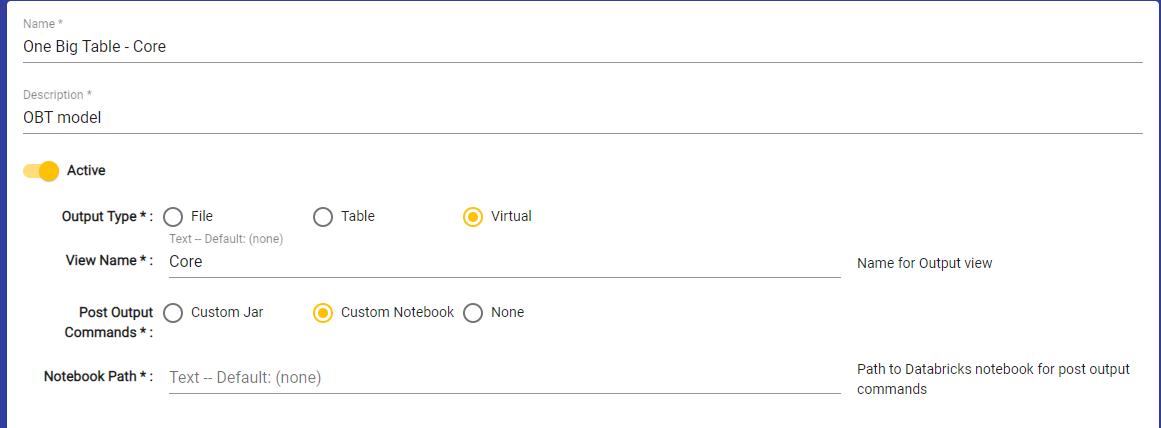 Name *
One Big Table - Core
Description *
OBT model
Active
Output Type * : File Table Virtual
Text -- Default: (none)
View Name * : Core Name for Output view
Post Output Commands * : Custom Jar Custom Notebook None
Notebook Path * : Text -- Default: (none) Path to Databricks notebook for post output
commands